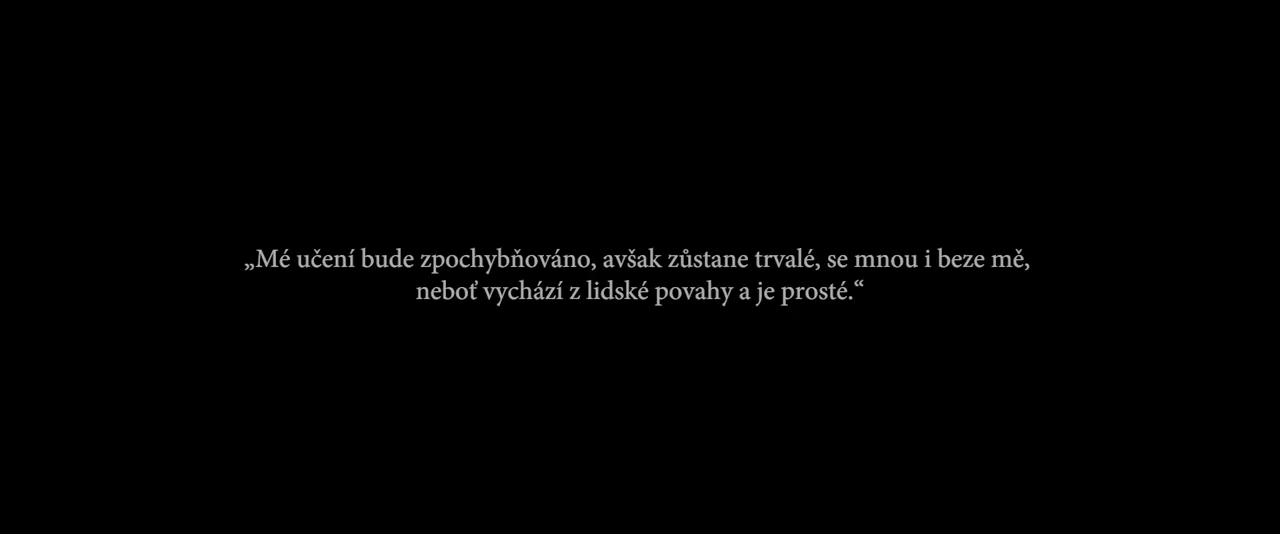 „Mé učení bude zpochybňováno, avšak zůstane trvalé, se mnou i beze mě,
neboť vychází z lidské povahy a je prosté.“